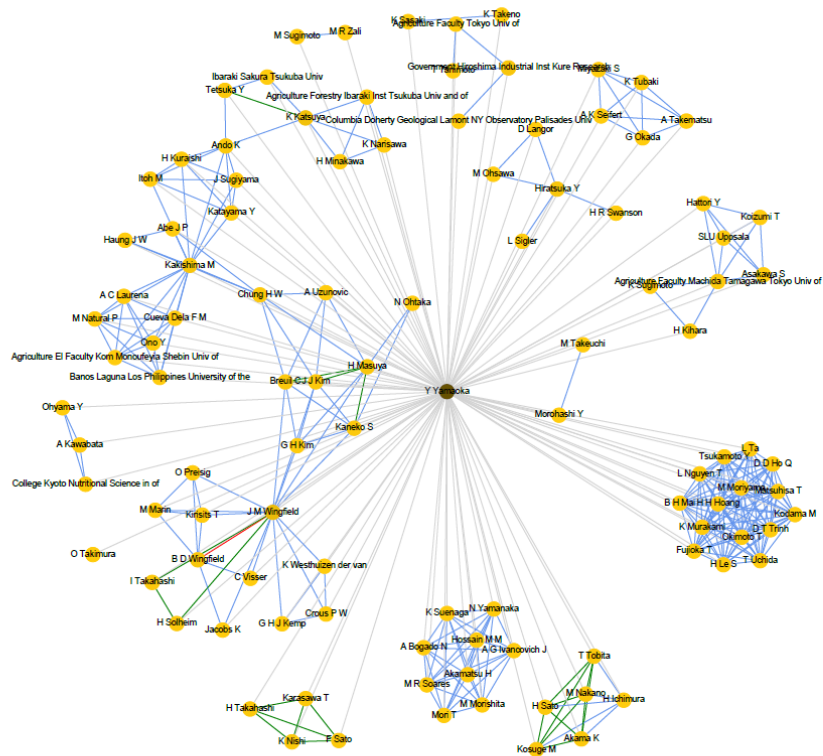 K Sasaki
K Takeno
Agriculture Faculty Tokyo Univ of
M Sugimoto
M R Zali
T Yanimoto
Government Hiroshima Industrial Inst Kure Research
Miyazaki S
Ibaraki Sakura Tsukuba Univ
Tetsuka Y
K Tubaki
Agriculture Forestry Ibaraki Inst Tsukuba Univ and of
K Katsuya
Columbia Doherty Geological Lamont NY Observatory Palisades Univ
A K Seifert
A Takematsu
D Langor
G Okada
Ando K
K Narisawa
H Kuraishi
H Minakawa
M Ohsawa
Itoh M
J Sugiyama
Hiratsuka Y
Katayama Y
H R Swanson
Hattori Y
Koizumi T
Abe J P
Haung J W
L Sigler
SLU Uppsala
Kakishima M
Asakawa S
Agriculture Faculty Machida Tamagawa Tokyo Univ of
K Sugimoto
A C Laurena
Chung H W
A Uzunovic
N Ohtaka
M Natural P
Cueva Dela F M
H Kihara
Ono Y
M Takeuchi
Agriculture El Faculty Kom Monoufeyia Shebin Univ of
H Masuya
Banos Laguna Los Philippines University of the
Breuil C
J J Kim
Y Yamaoka
Ohyama Y
Morohashi Y
Kaneko S
A Kawabata
G H Kim
L Ta
Tsukamoto Y
D D Ho Q
O Preisig
L Nguyen T
College Kyoto Nutritional Science in of
M Moriyama
Matsuhisa T
M Marin
Kirisits T
J M Wingfield
B H Mai
H H Hoang
Kodama M
K Murakami
Okimoto T
D T Trinh
O Takimura
B D Wingfield
Fujioka T
H Le S
T Uchida
I Takahashi
C Visser
K Westhuizen der van
H Solheim
Jacobs K
G H J Kemp
Crous P W
K Suenaga
N Yamanaka
A Bogado N
Hossain M M
A G Ivancovich J
Akamatsu H
T Tobita
M R Soares
M Nakano
H Takahashi
Karasawa T
Mori T
M Morishita
H Sato
H Ichimura
K Nishi
F Sato
Kosuge M
Akama K